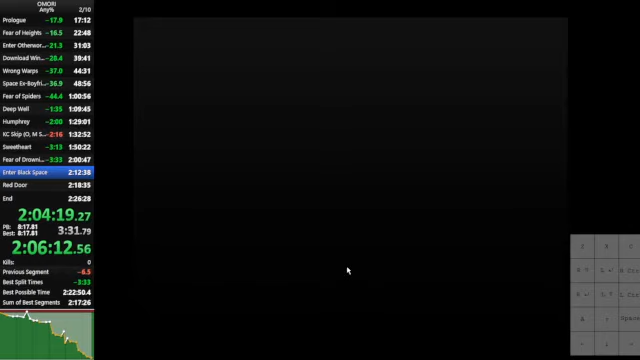 OMORI
Any% 2/10
Prologue -17.9 17:12
Fear of Heights -16.5 22:48
Enter Otherwor... -21.3 31:03
Download Win... -28.4 39:41
Wrong Warps -37.0 44:31
Space Ex-Boyfri... -36.9 48:56
Fear of Spiders -44.4 1:00:56
Deep Well -1:35 1:09:45
Humphrey -2:00 1:29:01
KC Skip (O, M S... -2:16 1:32:52
Sweetheart -3:13 1:50:22
Fear of Drowni... -3:33 2:00:47
Enter Black Space 2:12:38
Red Door 2:18:35
End 2:26:28
2:04:19.27
PB: 8:17.81
Best: 8:17.81 3:31.79
2:06:12.56
Kills: 0
Previous Segment -6.5
Best Split Times -3:33
Best Possible Time 2:22:50.4
Sum of Best Segments 2:17:26
Space